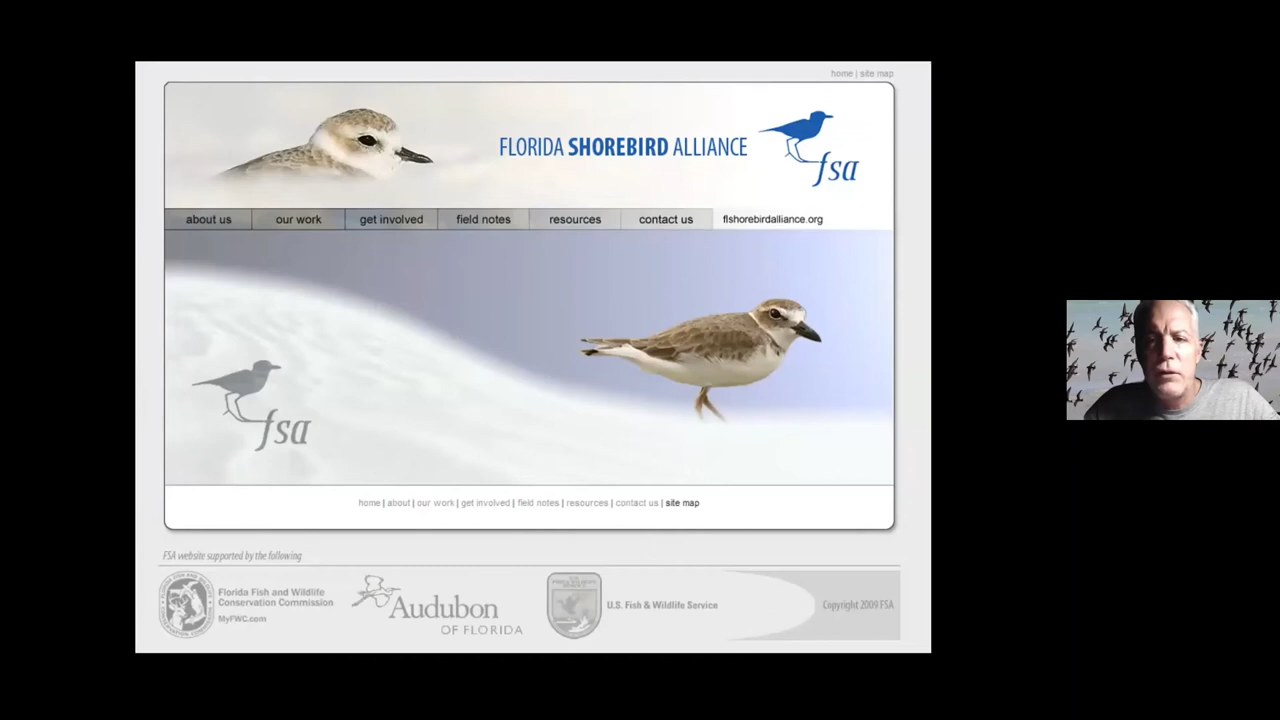 home | site map
FLORIDA SHOREBIRD ALLIANCE
fsa
about us
our work
get involved
field notes
resources
contact us
flshorebirdalliance.org
fsa
home | about | our work | get involved | field notes | resources | contact us | site map
FSA website supported by the following
Florida Fish and Wildlife
Conservation Commission
MyFWC.com
Audubon
OF FLORIDA
U.S. Fish & Wildlife Service
Copyright 2009 FSA